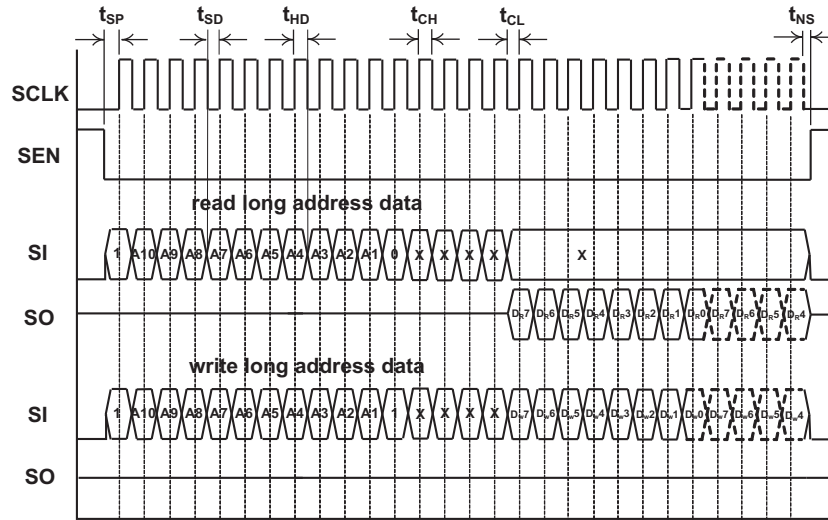 tSP tSD tHD tCH tCL tNS
SCLK
SEN
read long address data
SI 1 A10 A9 A8 A7 A6 A5 A4 A3 A2 A1 0 X X X X X
SO DR7 DR6 DR5 DR4 DR3 DR2 DR1 DR0 DR7 DR6 DR5 DR4
write long address data
SI 1 A10 A9 A8 A7 A6 A5 A4 A3 A2 A1 1 X X X X DW7 DW6 DW5 DW4 DW3 DW2 DW1 DW0 DW7 DW6 DW5 DW4
SO